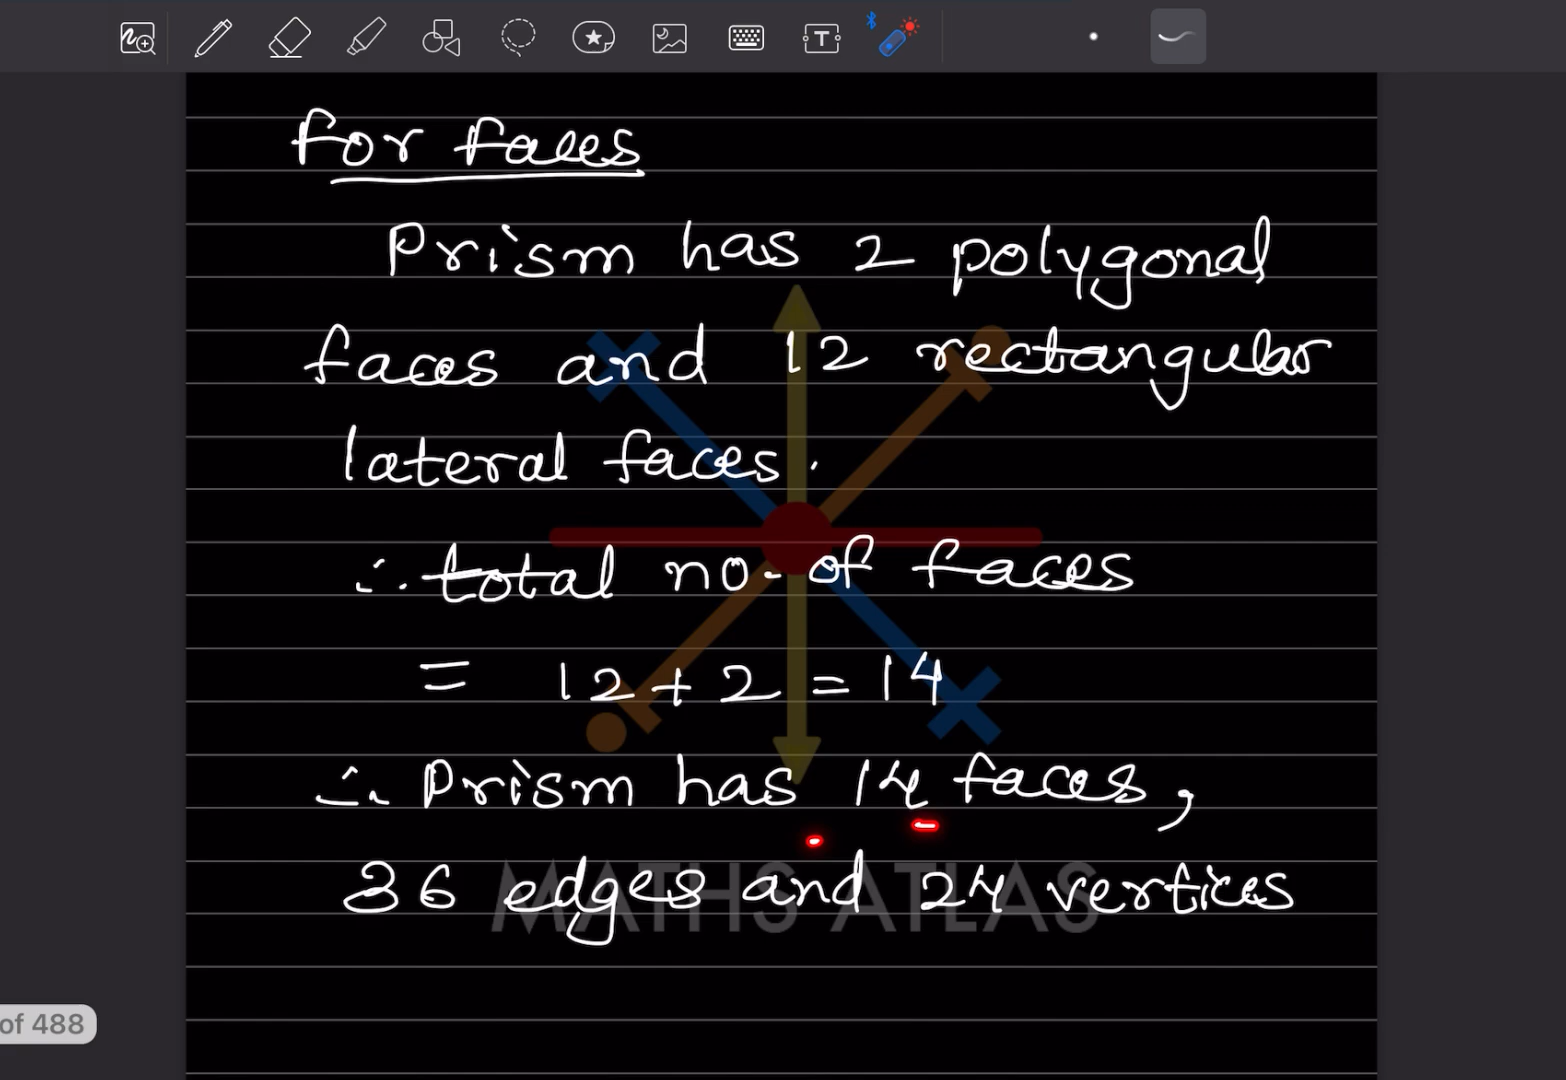 For faces
Prism has 2 polygonal
faces and 12 rectangular
lateral faces.
∴ total no. of faces
= 12 + 2 = 14
∴ Prism has 14 faces,
36 edges and 24 vertices
MATHS ATLAS
of 488